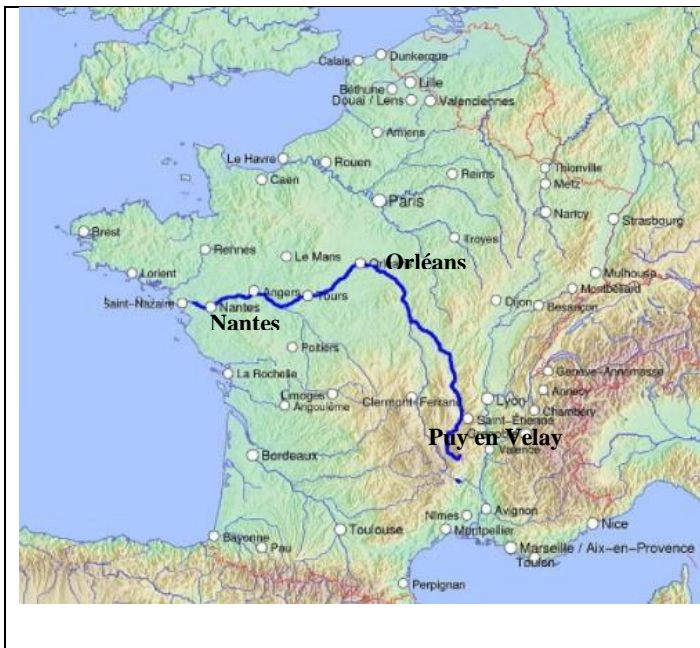 Calais
Dunkerque
Lille
Béthune
Douai / Lens
Valenciennes
Amiens
Le Havre
Rouen
Caen
Reims
Thionville
Metz
Paris
Nancy
Strasbourg
Brest
Rennes
Le Mans
Troyes
Orléans
Lorient
Mulhouse
Montbéliard
Angers
Tours
Dijon
Besançon
Saint-Nazaire
Nantes
Nantes
Poitiers
La Rochelle
Genève-Annemasse
Annecy
Limoges
Angoulême
Clermont-Ferrand
Lyon
Chambéry
Saint-Étienne
Puy en Velay
Valence
Bordeaux
Avignon
Nîmes
Montpellier
Nice
Bayonne
Pau
Toulouse
Marseille / Aix-en-Provence
Toulon
Perpignan